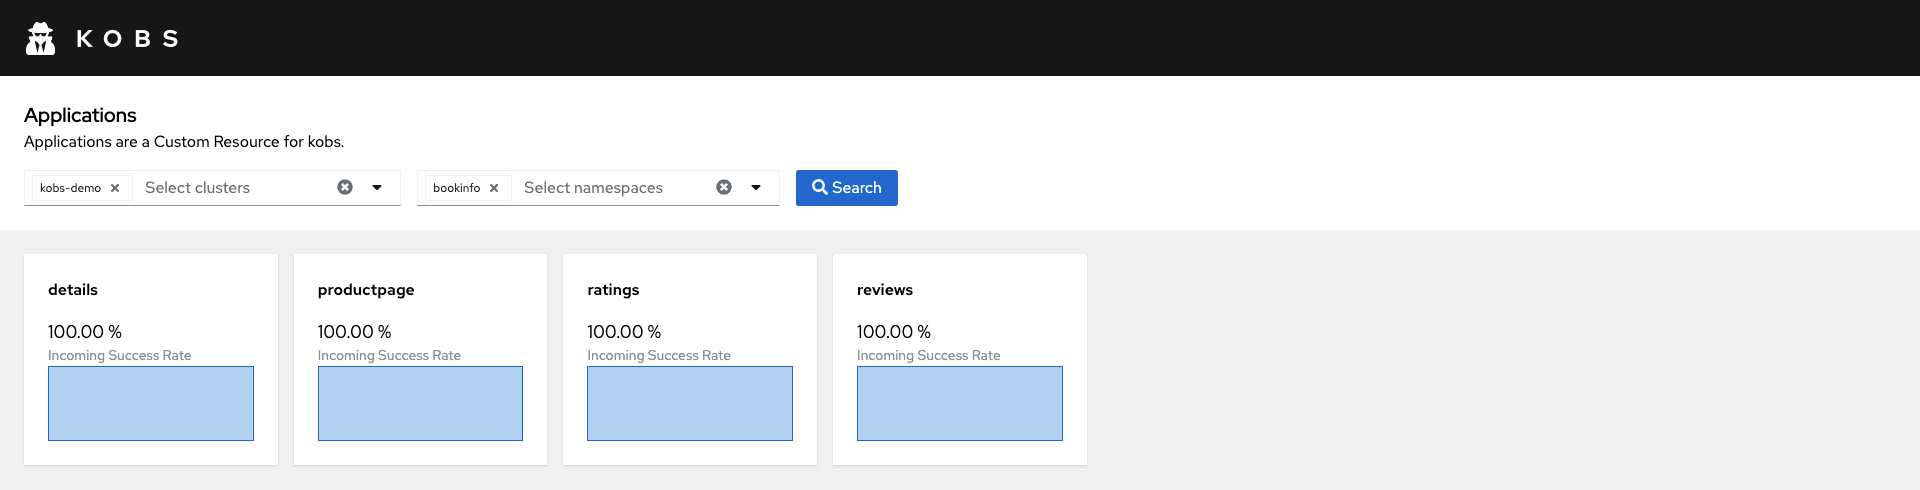 KOBS
Applications
Applications are a Custom Resource for kobs.
kobs-demo Select clusters bookinfo Select namespaces Search
details productpage ratings reviews
100.00 % 100.00 % 100.00 % 100.00 %
Incoming Success Rate Incoming Success Rate Incoming Success Rate Incoming Success Rate